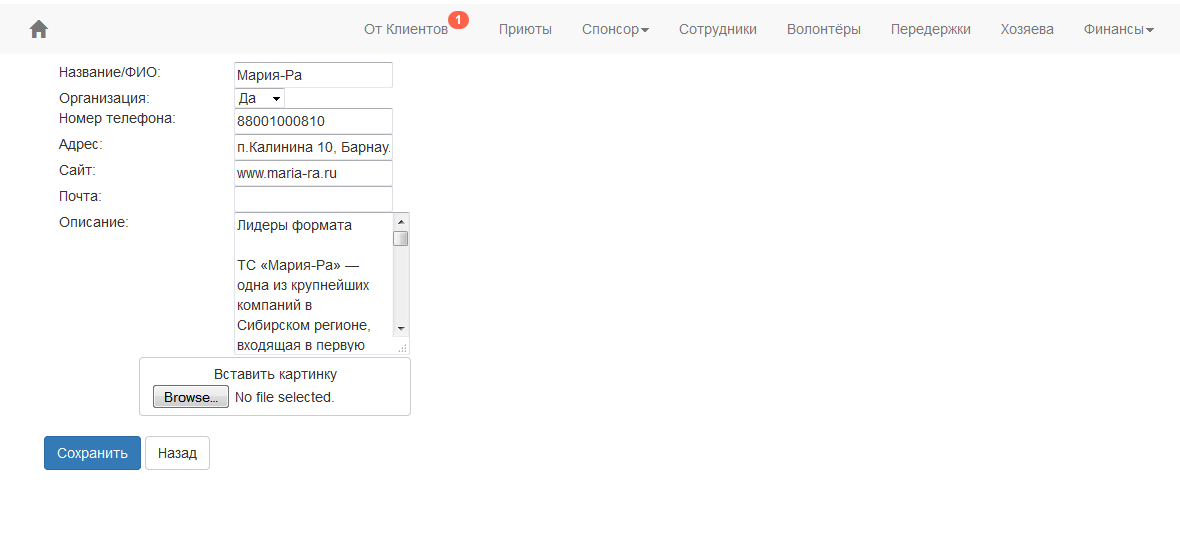 От Клиентов 1 Приюты Спонсор Сотрудники Волонтёры Передержки Хозяева Финансы
Название/ФИО: Мария-Ра
Организация: Да
Номер телефона: 88001000810
Адрес: п.Калинина 10, Барнау
Сайт: www.maria-ra.ru
Почта:
Описание: Лидеры формата
ТС «Мария-Ра» —
одна из крупнейших
компаний в
Сибирском регионе,
входящая в первую
Вставить картинку
Browse... No file selected.
Сохранить Назад